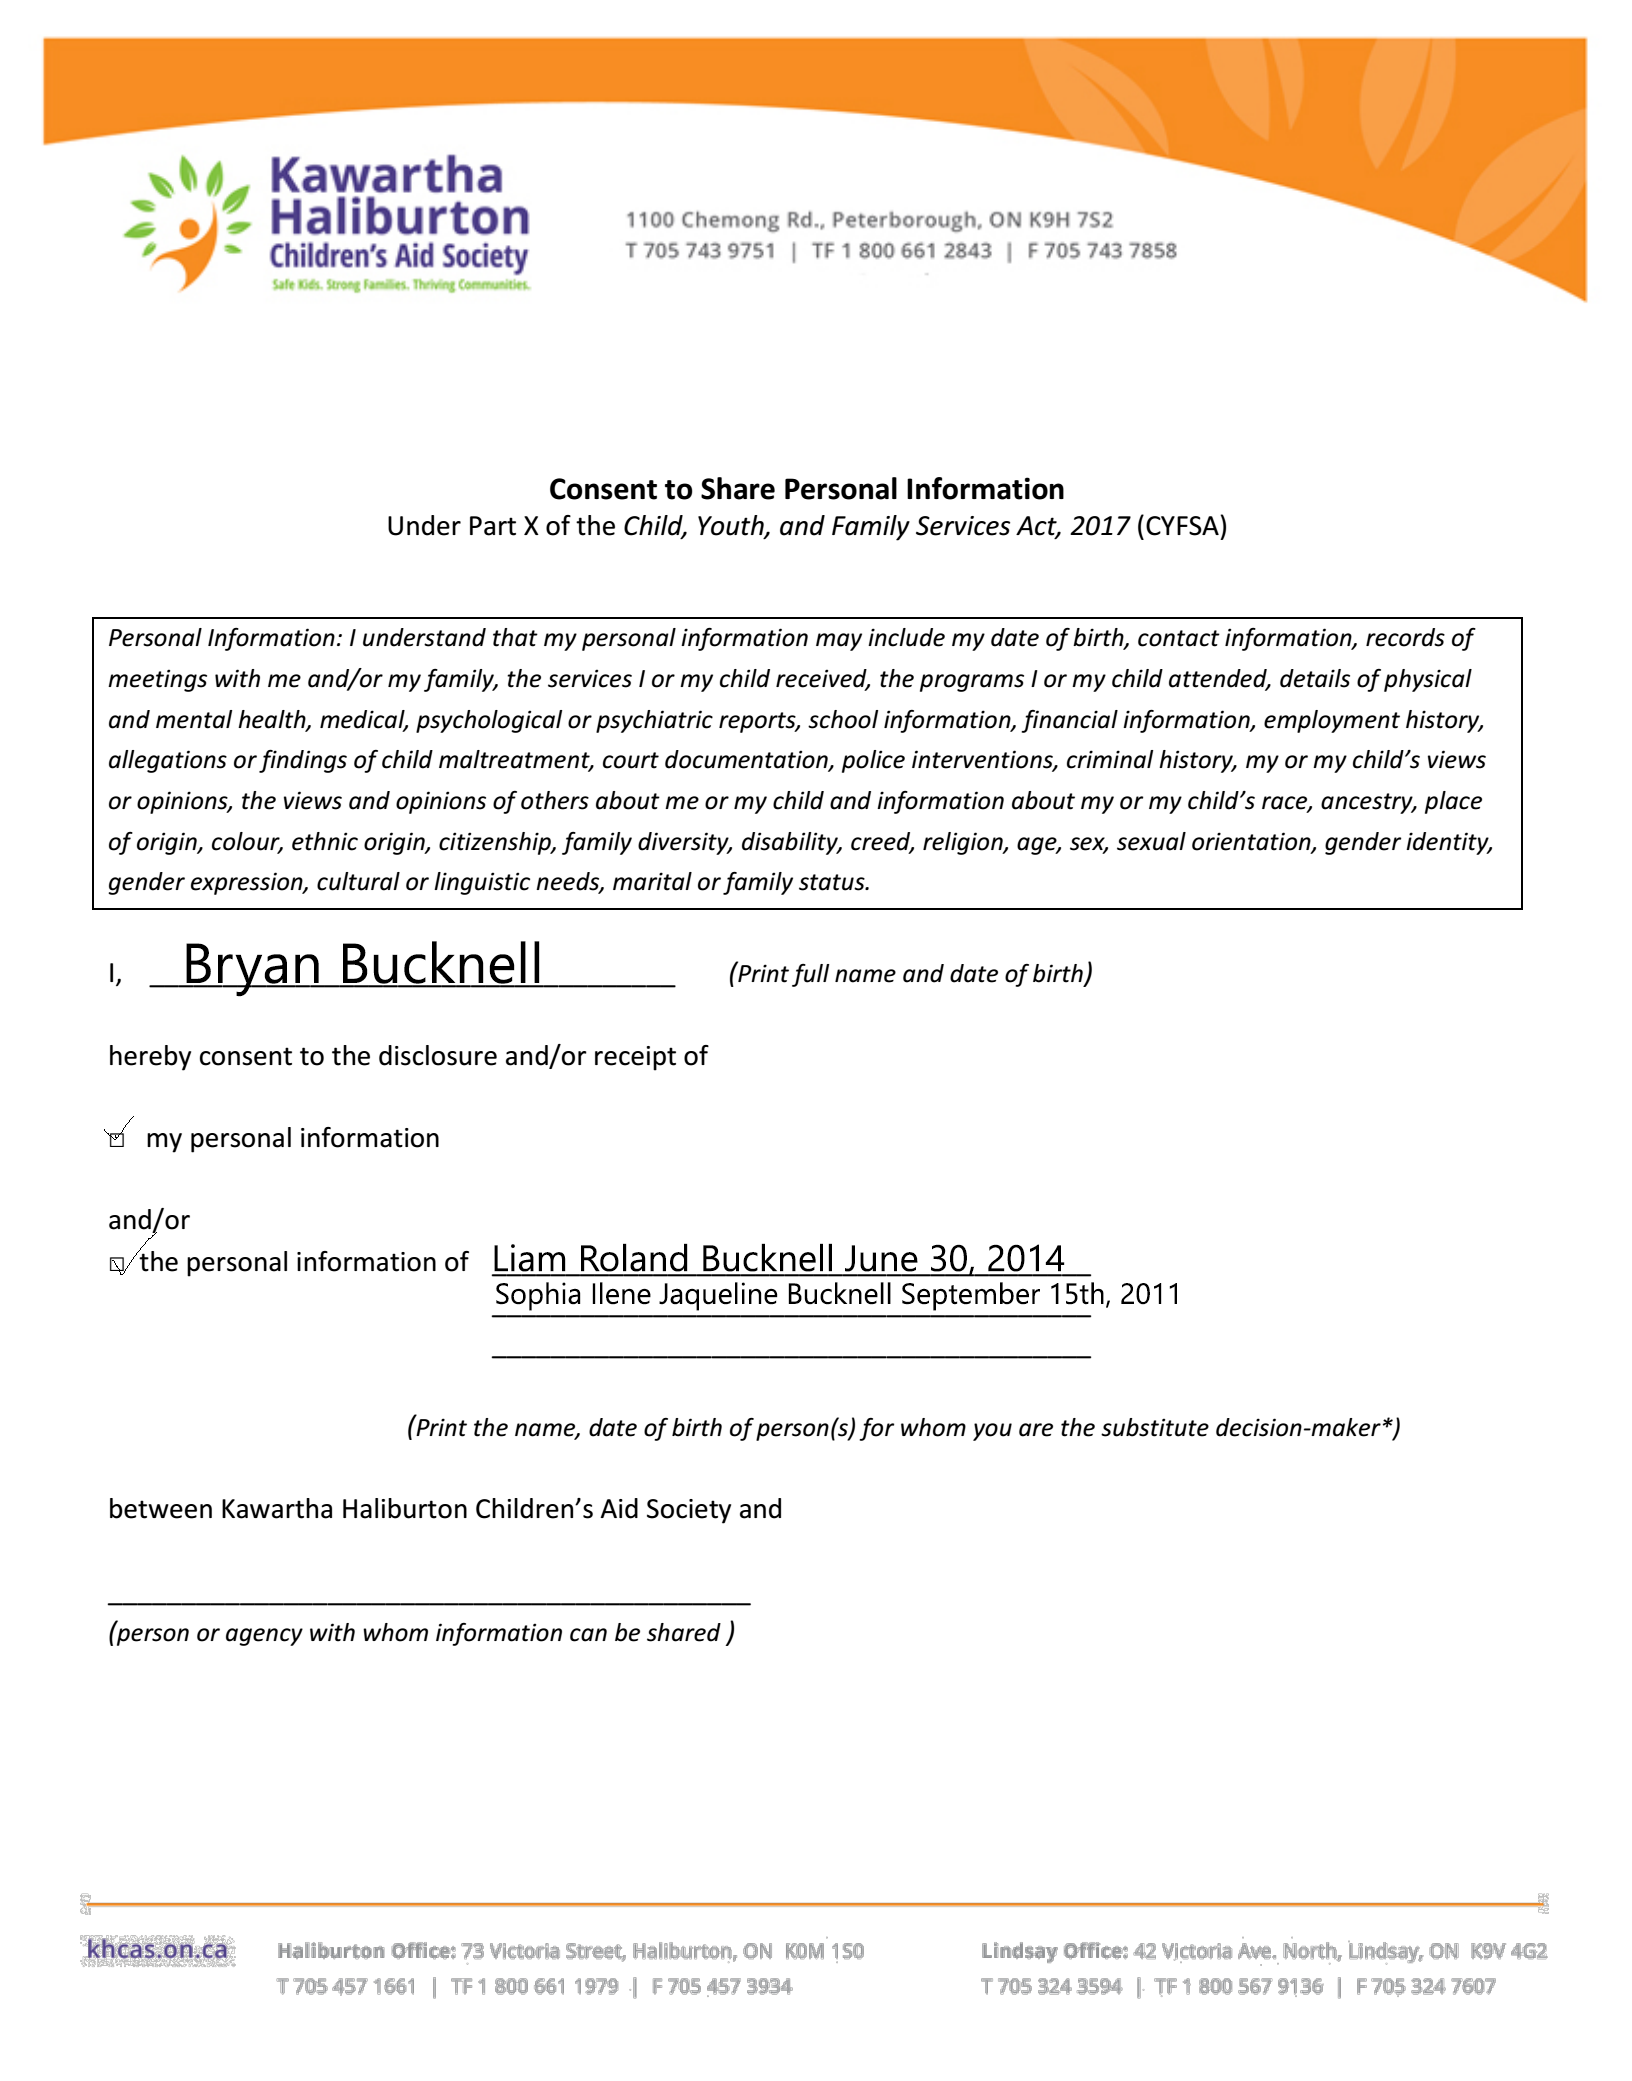 Kawartha
Haliburton
Children's Aid Society
Safe Kids. Strong Families. Thriving Communities.
1100 Chemong Rd., Peterborough, ON K9H 7S2
T 705 743 9751 | TF 1 800 661 2843 | F 705 743 7858
Consent to Share Personal Information
Under Part X of the Child, Youth, and Family Services Act, 2017 (CYFSA)
Personal Information: I understand that my personal information may include my date of birth, contact information, records of
meetings with me and/or my family, the services I or my child received, the programs I or my child attended, details of physical
and mental health, medical, psychological or psychiatric reports, school information, financial information, employment history,
allegations or findings of child maltreatment, court documentation, police interventions, criminal history, my or my child's views
or opinions, the views and opinions of others about me or my child and information about my or my child's race, ancestry, place
of origin, colour, ethnic origin, citizenship, family diversity, disability, creed, religion, age, sex, sexual orientation, gender identity,
gender expression, cultural or linguistic needs, marital or family status.
I, Bryan Bucknell (Print full name and date of birth)
hereby consent to the disclosure and/or receipt of
my personal information
and/or
the personal information of Liam Roland Bucknell June 30, 2014
Sophia Ilene Jaqueline Bucknell September 15th, 2011
(Print the name, date of birth of person(s) for whom you are the substitute decision-maker*)
between Kawartha Haliburton Children's Aid Society and
(person or agency with whom information can be shared )
khcas.on.ca
Haliburton Office: 73 Victoria Street, Haliburton, ON K0M 1S0
T 705 457 1661 | TF 1 800 661 1979 | F 705 457 3934
Lindsay Office: 42 Victoria Ave. North, Lindsay, ON K9V 4G2
T 705 324 3594 | TF 1 800 567 9136 | F 705 324 7607